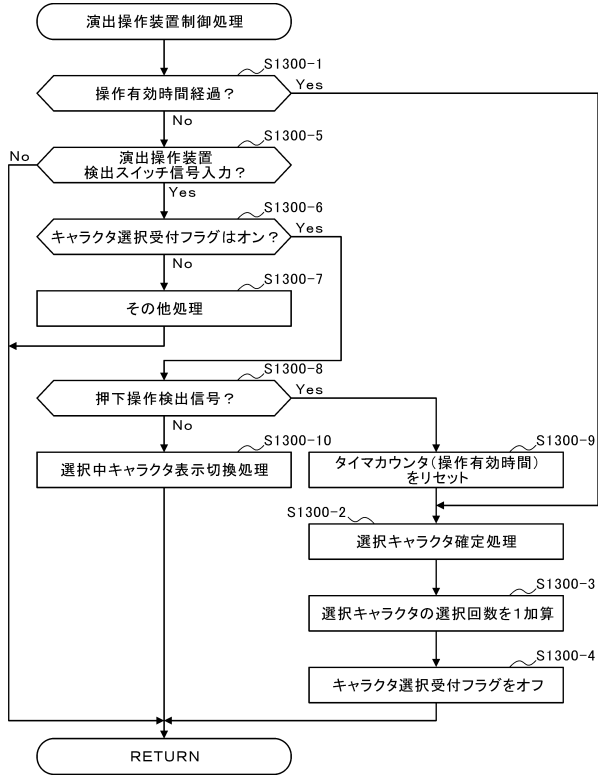 演出操作装置制御処理
S1300-1
操作有効時間経過？
Yes
No
S1300-5
No
演出操作装置
検出スイッチ信号入力？
Yes
S1300-6
キャラクタ選択受付フラグはオン？
Yes
No
S1300-7
その他処理
S1300-8
押下操作検出信号？
Yes
No
S1300-10
選択中キャラクタ表示切換処理
S1300-9
タイマカウンタ（操作有効時間）
をリセット
S1300-2
選択キャラクタ確定処理
S1300-3
選択キャラクタの選択回数を１加算
S1300-4
キャラクタ選択受付フラグをオフ
RETURN